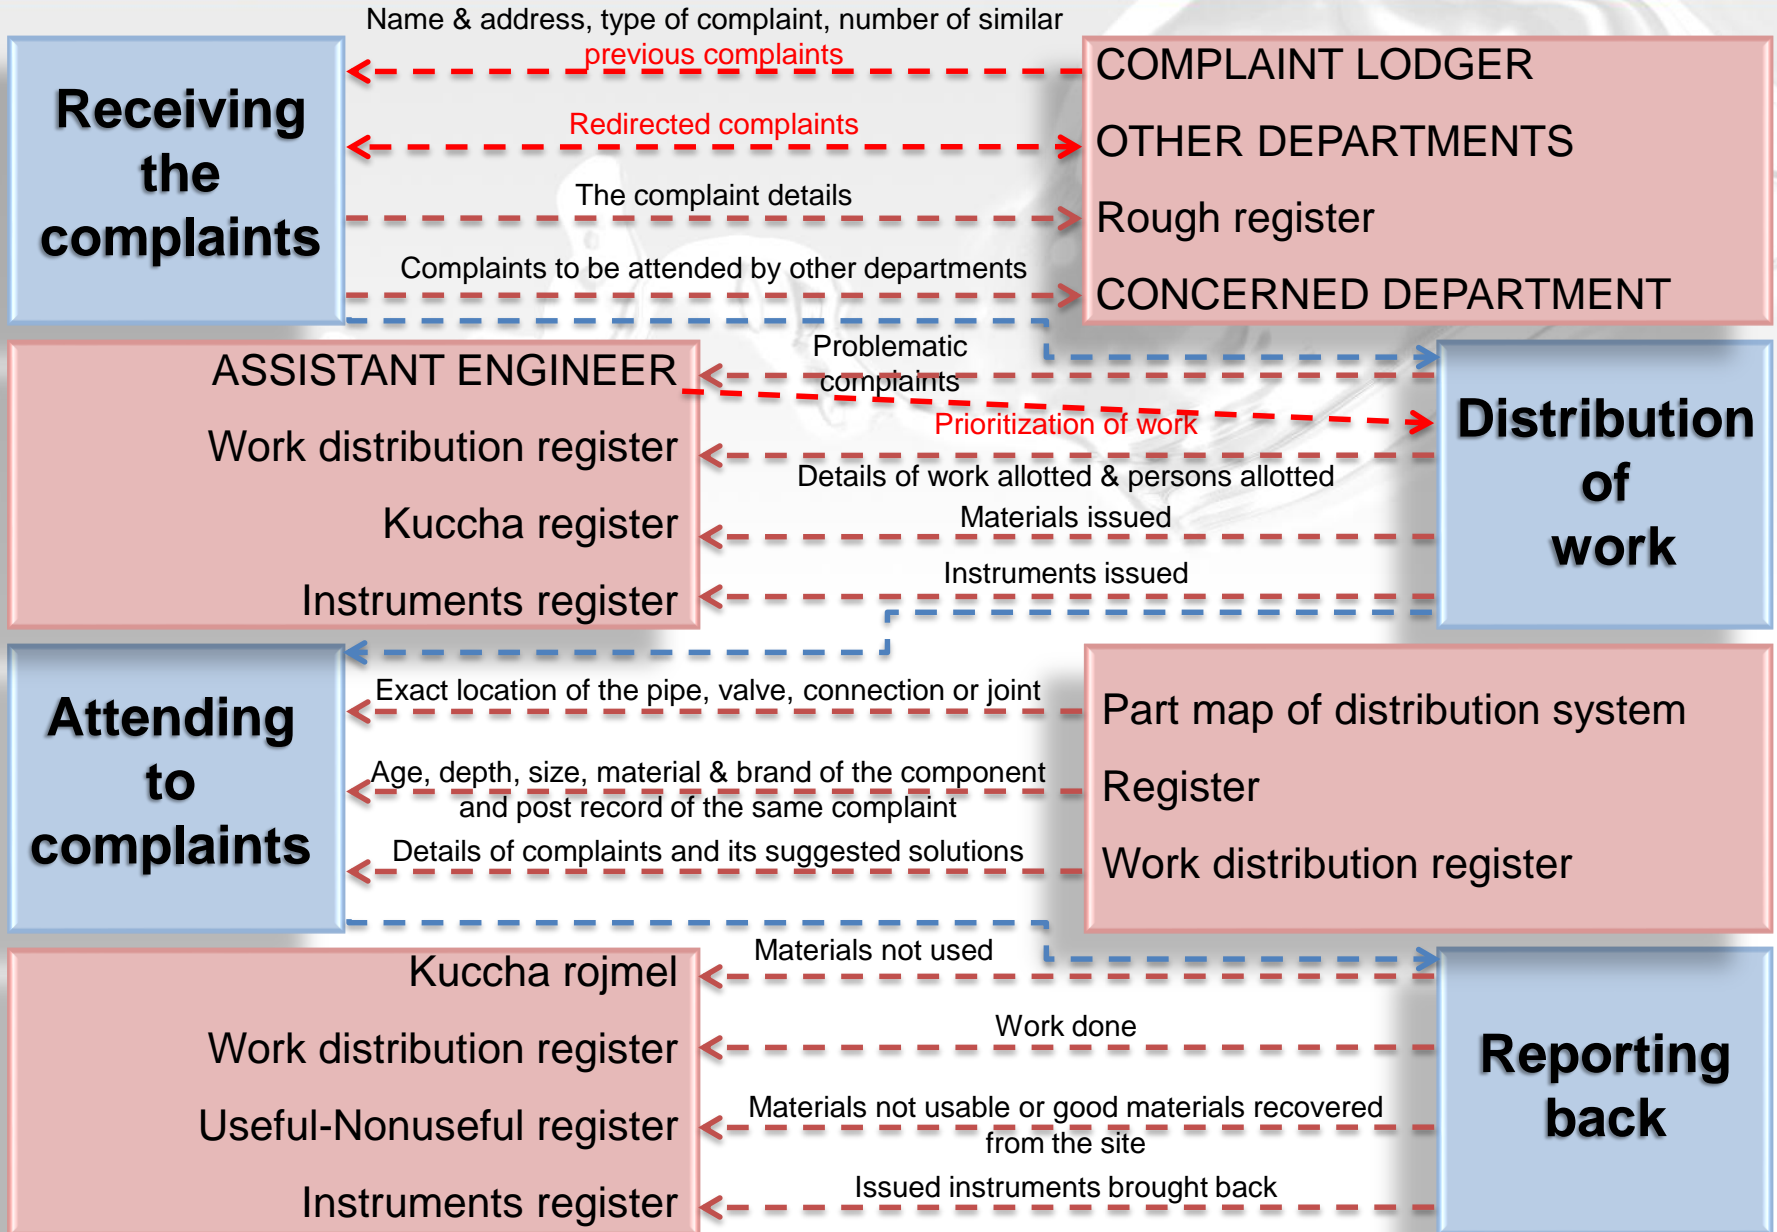 Name & address, type of complaint, number of similar
previous complaints
Receiving
the
complaints
COMPLAINT LODGER
Redirected complaints
OTHER DEPARTMENTS
The complaint details
Rough register
Complaints to be attended by other departments
CONCERNED DEPARTMENT
ASSISTANT ENGINEER
Problematic
complaints
Prioritization of work
Distribution
of
work
Work distribution register
Details of work allotted & persons allotted
Kuccha register
Materials issued
Instruments register
Instruments issued
Attending
to
complaints
Exact location of the pipe, valve, connection or joint
Part map of distribution system
Age, depth, size, material & brand of the component
and post record of the same complaint
Register
Details of complaints and its suggested solutions
Work distribution register
Kuccha rojmel
Materials not used
Work distribution register
Work done
Reporting
back
Useful-Nonuseful register
Materials not usable or good materials recovered
from the site
Instruments register
Issued instruments brought back